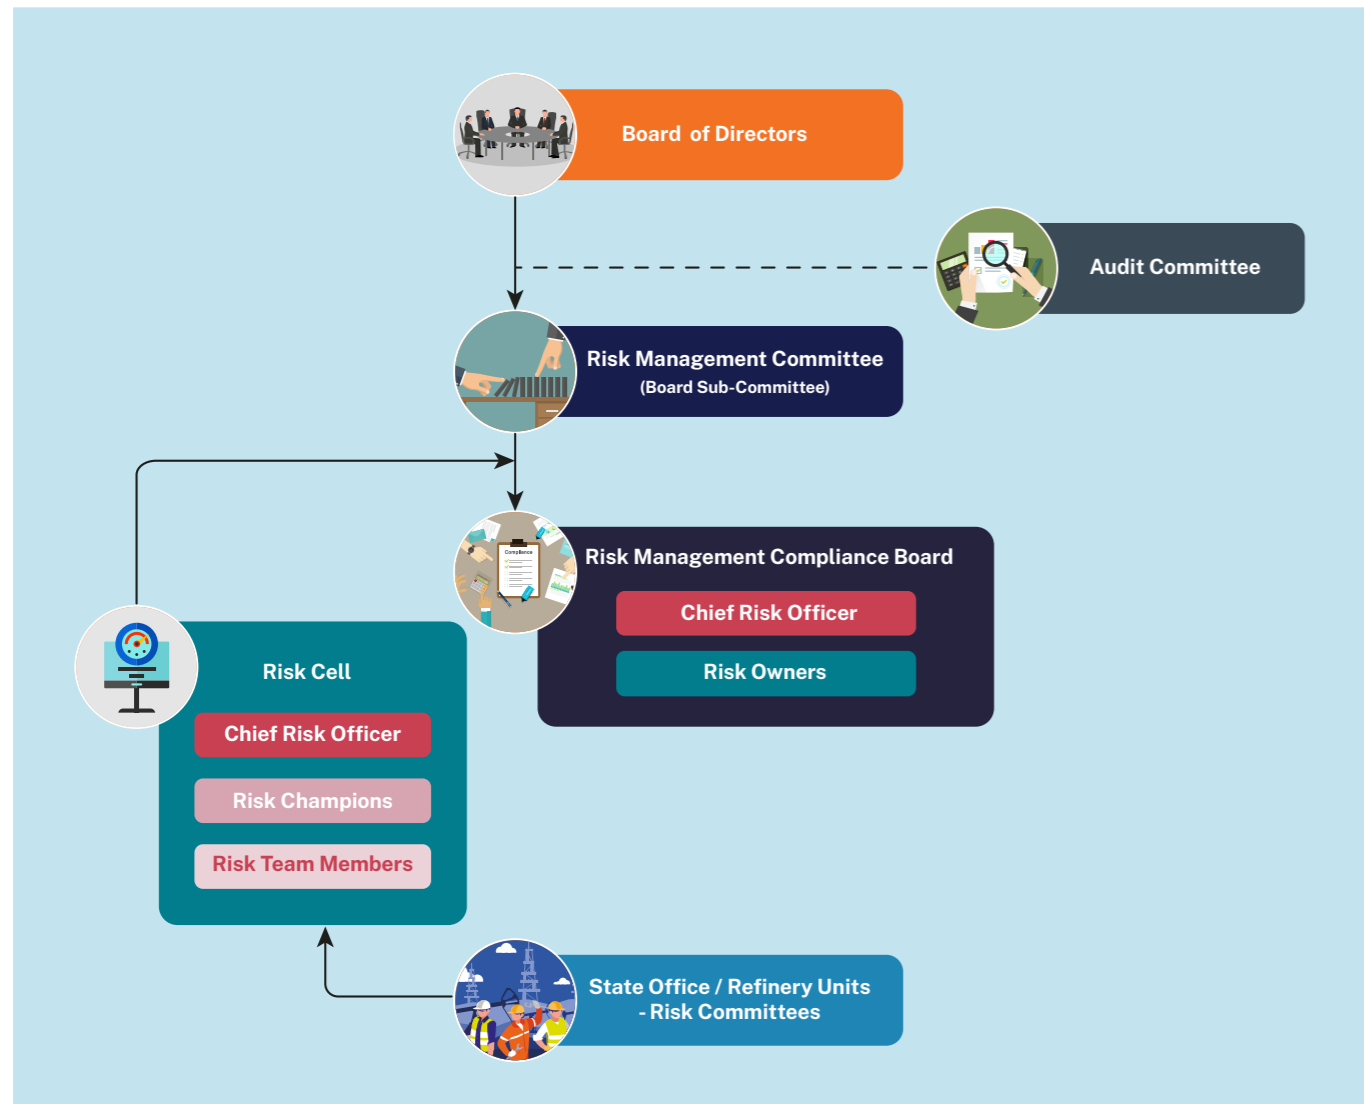 Board of Directors
Audit Committee
Risk Management Committee
(Board Sub-Committee)
Compliance
Risk Management Compliance Board
Chief Risk Officer
Risk Owners
Risk Cell
Chief Risk Officer
Risk Champions
Risk Team Members
State Office / Refinery Units
- Risk Committees